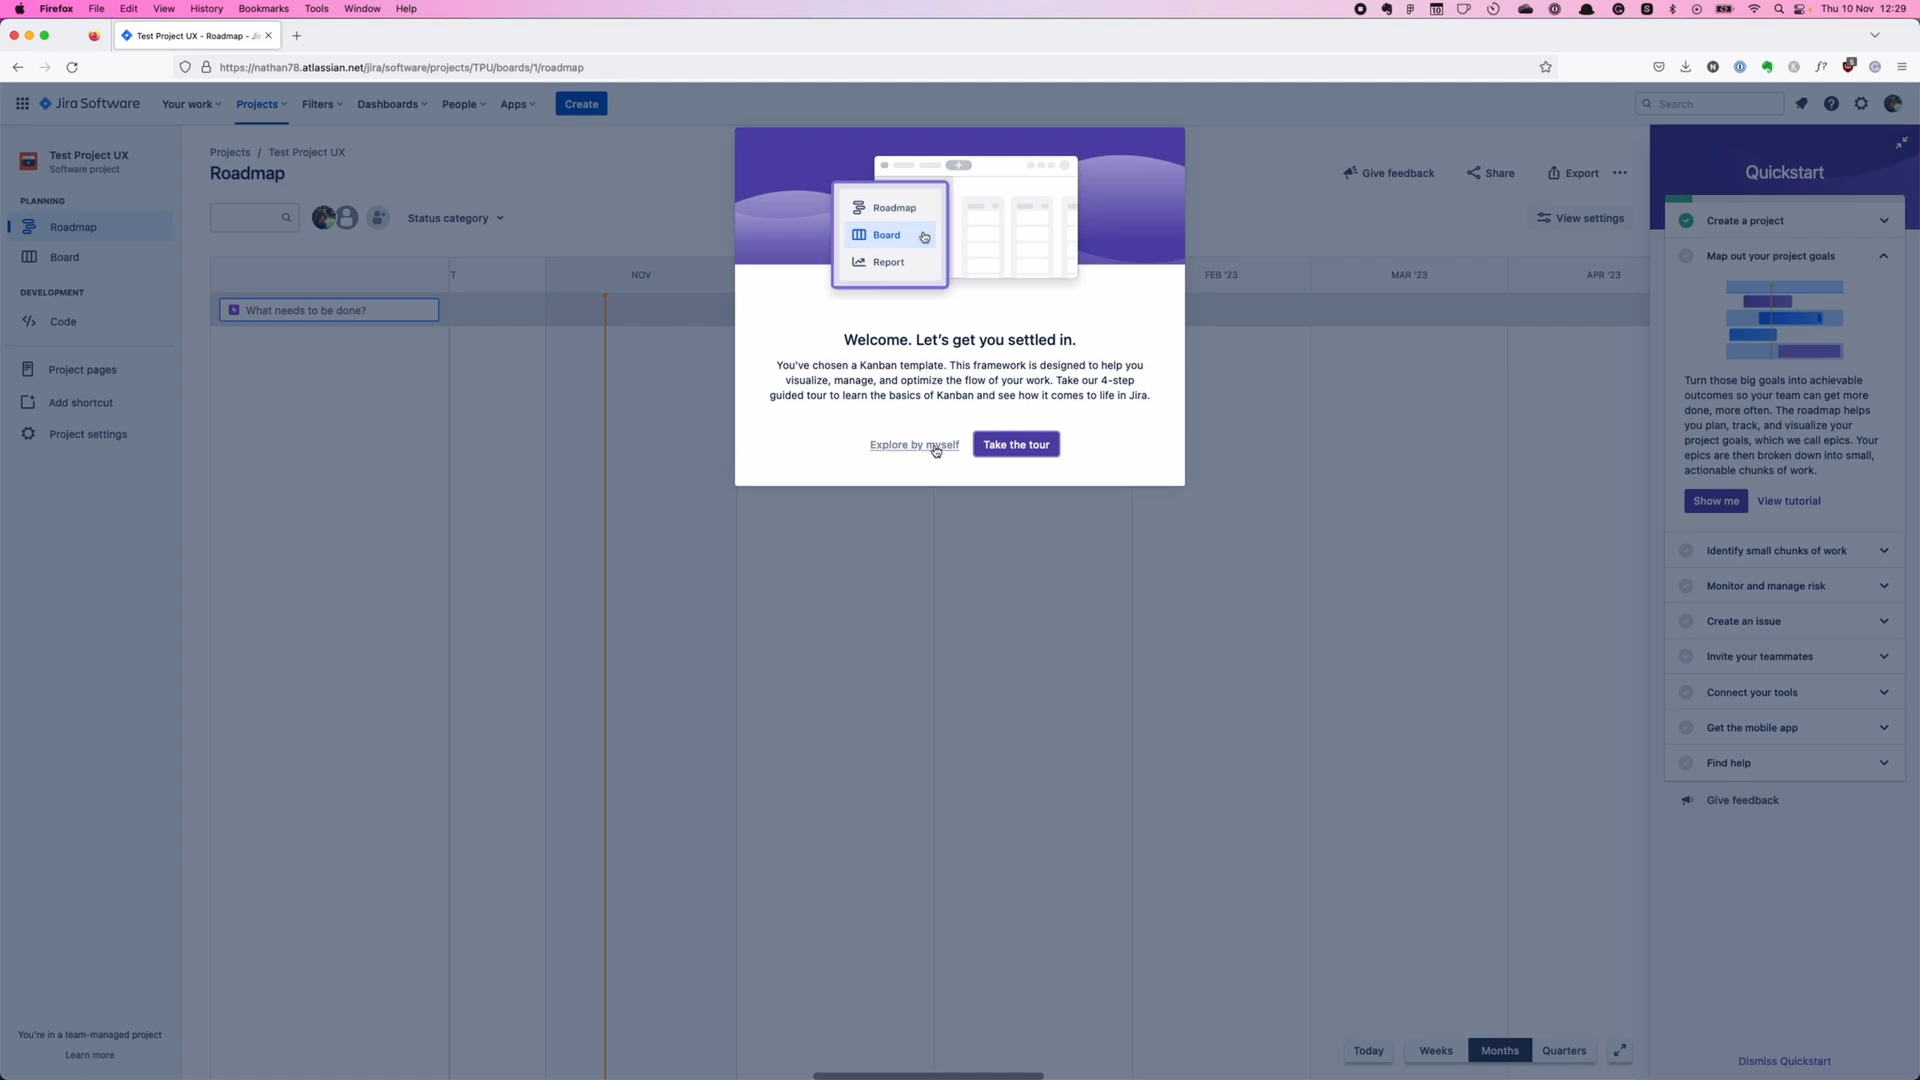 Firefox File Edit View History Bookmarks Tools Window Help
Thu 10 Nov 12:29
Test Project UX - Roadmap - Jir
https://nathan78.atlassian.net/jira/software/projects/TPU/boards/1/roadmap
5
Jira Software Your work Projects Filters Dashboards People Apps Create
Search
Test Project UX
Software project
PLANNING
Roadmap
Board
DEVELOPMENT
Code
Project pages
Add shortcut
Project settings
You're in a team-managed project
Learn more
Projects / Test Project UX
Roadmap
Give feedback Share Export
Status category
View settings
T NOV FEB '23 MAR '23 APR '23
What needs to be done?
Roadmap
Board
Report
Welcome. Let's get you settled in.
You've chosen a Kanban template. This framework is designed to help you
visualize, manage, and optimize the flow of your work. Take our 4-step
guided tour to learn the basics of Kanban and see how it comes to life in Jira.
Explore by myself Take the tour
Quickstart
Create a project
Map out your project goals
Turn those big goals into achievable
outcomes so your team can get more
done, more often. The roadmap helps
you plan, track, and visualize your
project goals, which we call epics. Your
epics are then broken down into small,
actionable chunks of work.
Show me View tutorial
Identify small chunks of work
Monitor and manage risk
Create an issue
Invite your teammates
Connect your tools
Get the mobile app
Find help
Give feedback
Today Weeks Months Quarters
Dismiss Quickstart